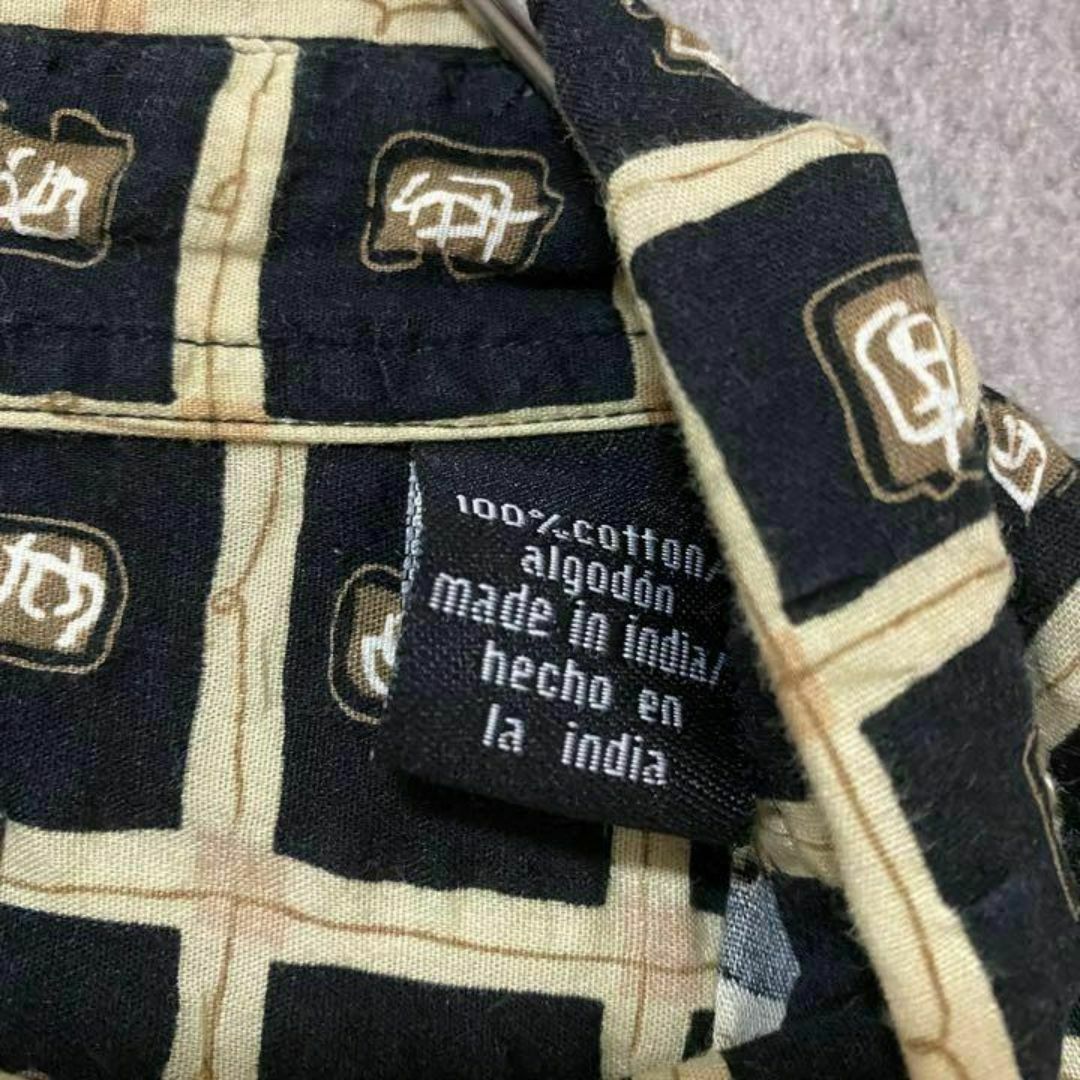 100% cotton/
algodón
made in india/
hecho en
la india